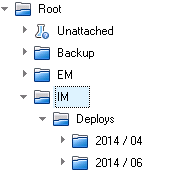 Root
Unattached
Backup
EM
IM
Deploys
2014 / 04
2014 / 06